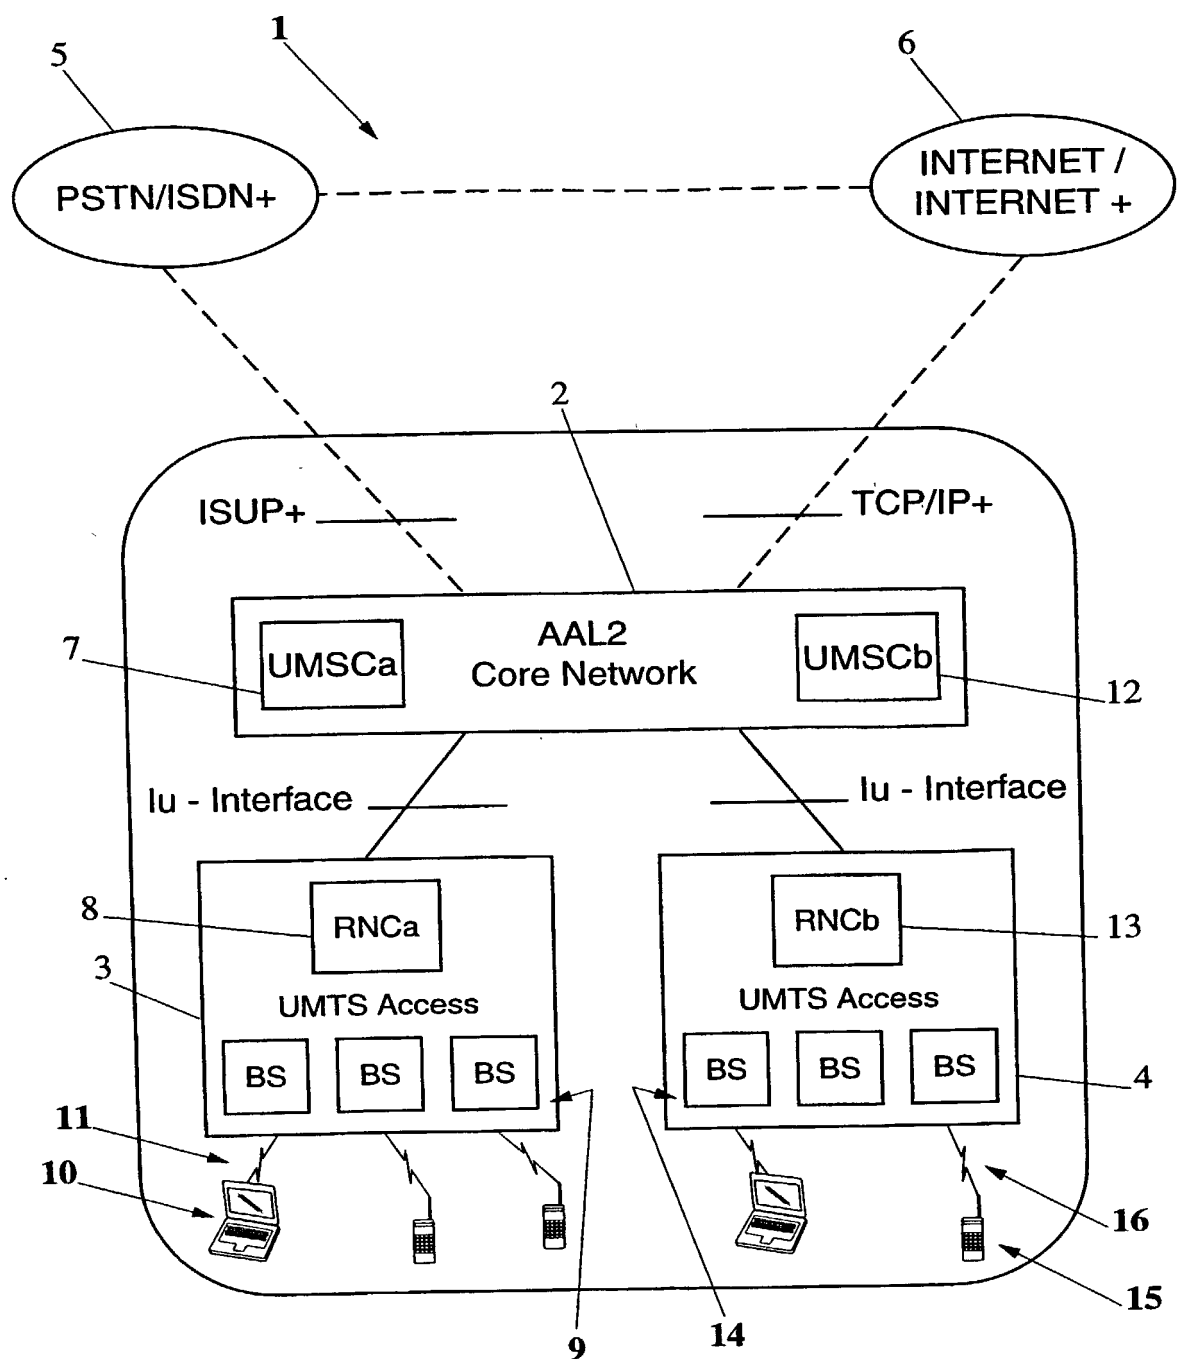 1
5
6
PSTN/ISDN+
INTERNET /
INTERNET +
2
ISUP+
TCP/IP+
7
UMSCa
AAL2
Core Network
UMSCb
12
Iu - Interface
Iu - Interface
8
RNCa
RNCb
13
3
UMTS Access
UMTS Access
BS
BS
BS
BS
BS
BS
4
11
10
16
15
9
14